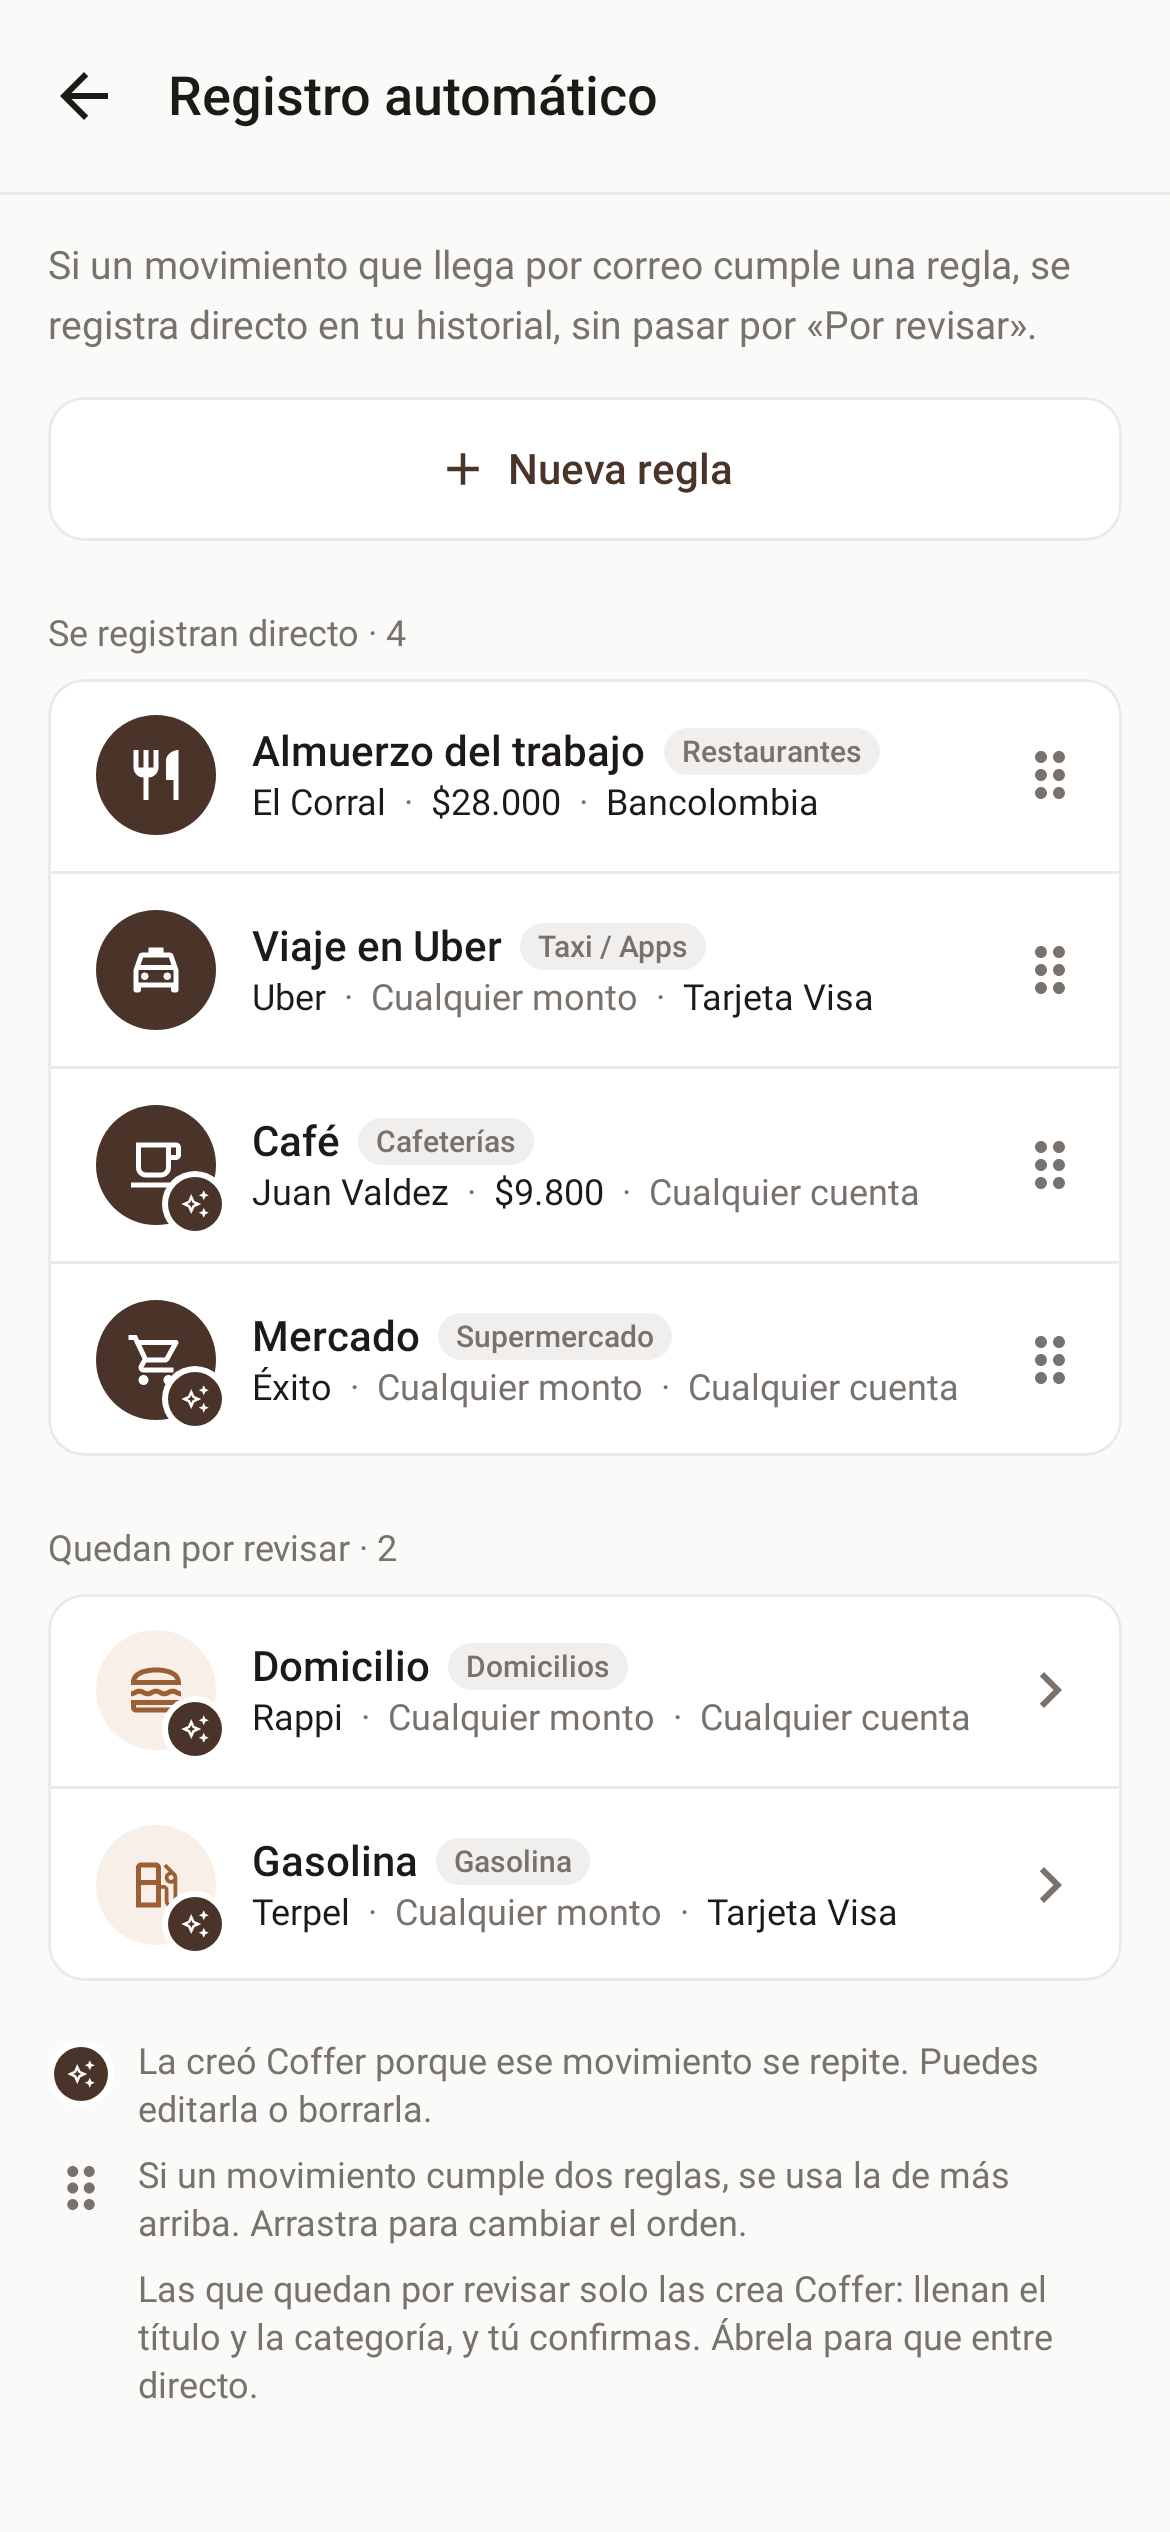 Registro automático
Si un movimiento que llega por correo cumple una regla, se
registra directo en tu historial, sin pasar por «Por revisar».
+ Nueva regla
Se registran directo · 4
Almuerzo del trabajo Restaurantes
El Corral · $28.000 · Bancolombia
Viaje en Uber Taxi / Apps
Uber · Cualquier monto · Tarjeta Visa
Café Cafeterías
Juan Valdez · $9.800 · Cualquier cuenta
Mercado Supermercado
Éxito · Cualquier monto · Cualquier cuenta
Quedan por revisar · 2
Domicilio Domicilios
Rappi · Cualquier monto · Cualquier cuenta
Gasolina Gasolina
Terpel · Cualquier monto · Tarjeta Visa
La creó Coffer porque ese movimiento se repite. Puedes
editarla o borrarla.
Si un movimiento cumple dos reglas, se usa la de más
arriba. Arrastra para cambiar el orden.
Las que quedan por revisar solo las crea Coffer: llenan el
título y la categoría, y tú confirmas. Ábrela para que entre
directo.